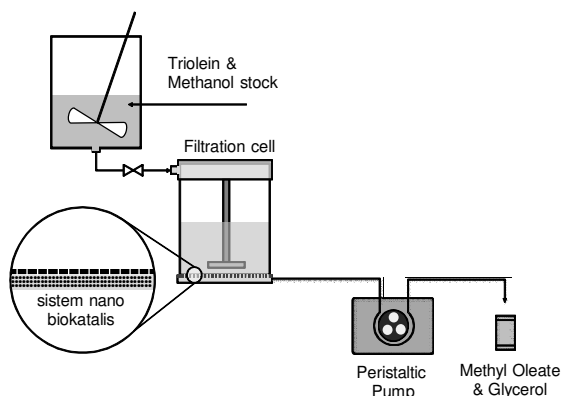 Triolein &
Methanol stock
Filtration cell
sistem nano
biokatalis
Peristaltic
Pump
Methyl Oleate
& Glycerol